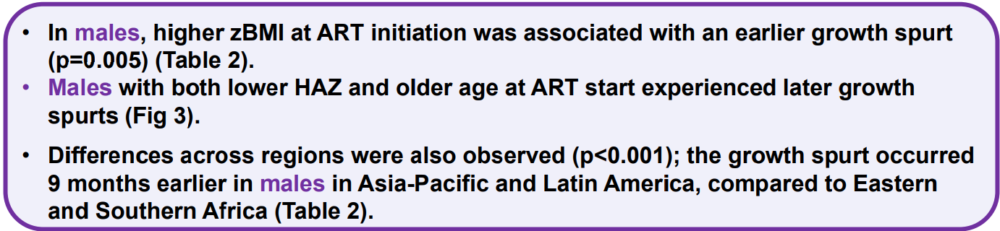 • In males, higher zBMI at ART initiation was associated with an earlier growth spurt
(p=0.005) (Table 2).
• Males with both lower HAZ and older age at ART start experienced later growth
spurts (Fig 3).
• Differences across regions were also observed (p<0.001); the growth spurt occurred
9 months earlier in males in Asia-Pacific and Latin America, compared to Eastern
and Southern Africa (Table 2).